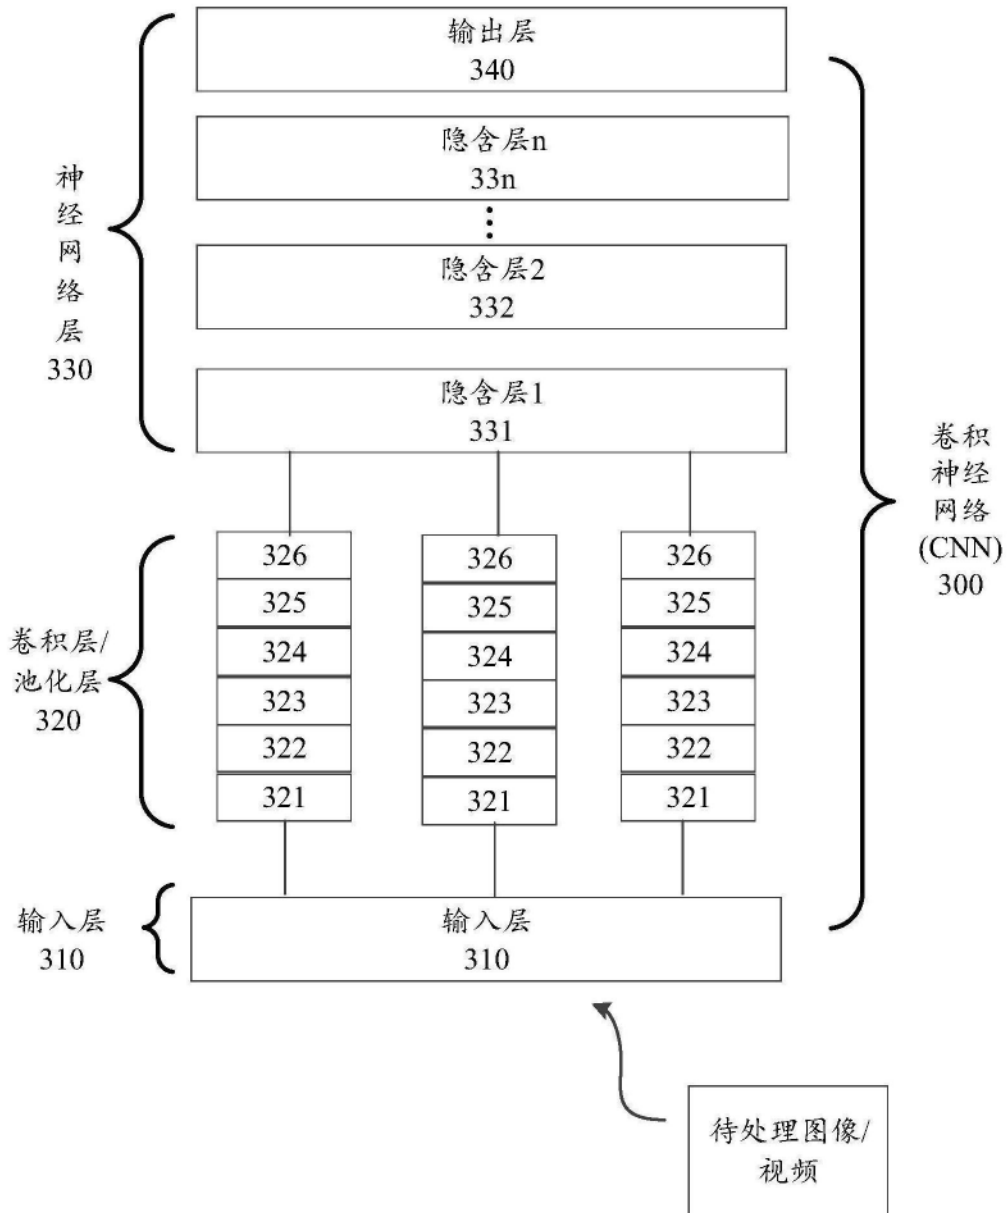 输出层
340
隐含层n
33n
隐含层2
332
隐含层1
331
神
经
网
络
层
330
326
325
324
323
322
321
326
325
324
323
322
321
326
325
324
323
322
321
卷积层/
池化层
320
输入层
310
输入层
310
卷积
神经
网络
(CNN)
300
待处理图像/
视频